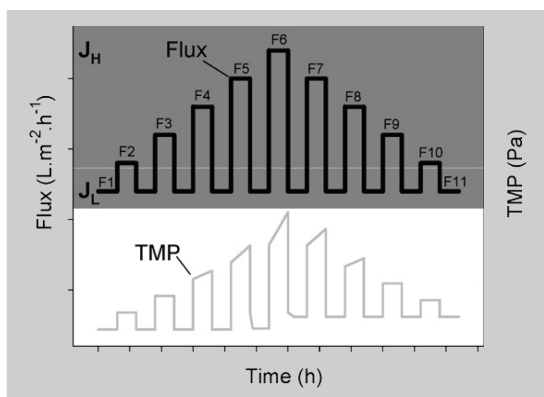 F6
J_H
Flux
F5
F7
F4
F8
F3
F9
F2
F10
F1
J_L
F11
Flux (L.m⁻².h⁻¹)
TMP (Pa)
TMP
Time (h)